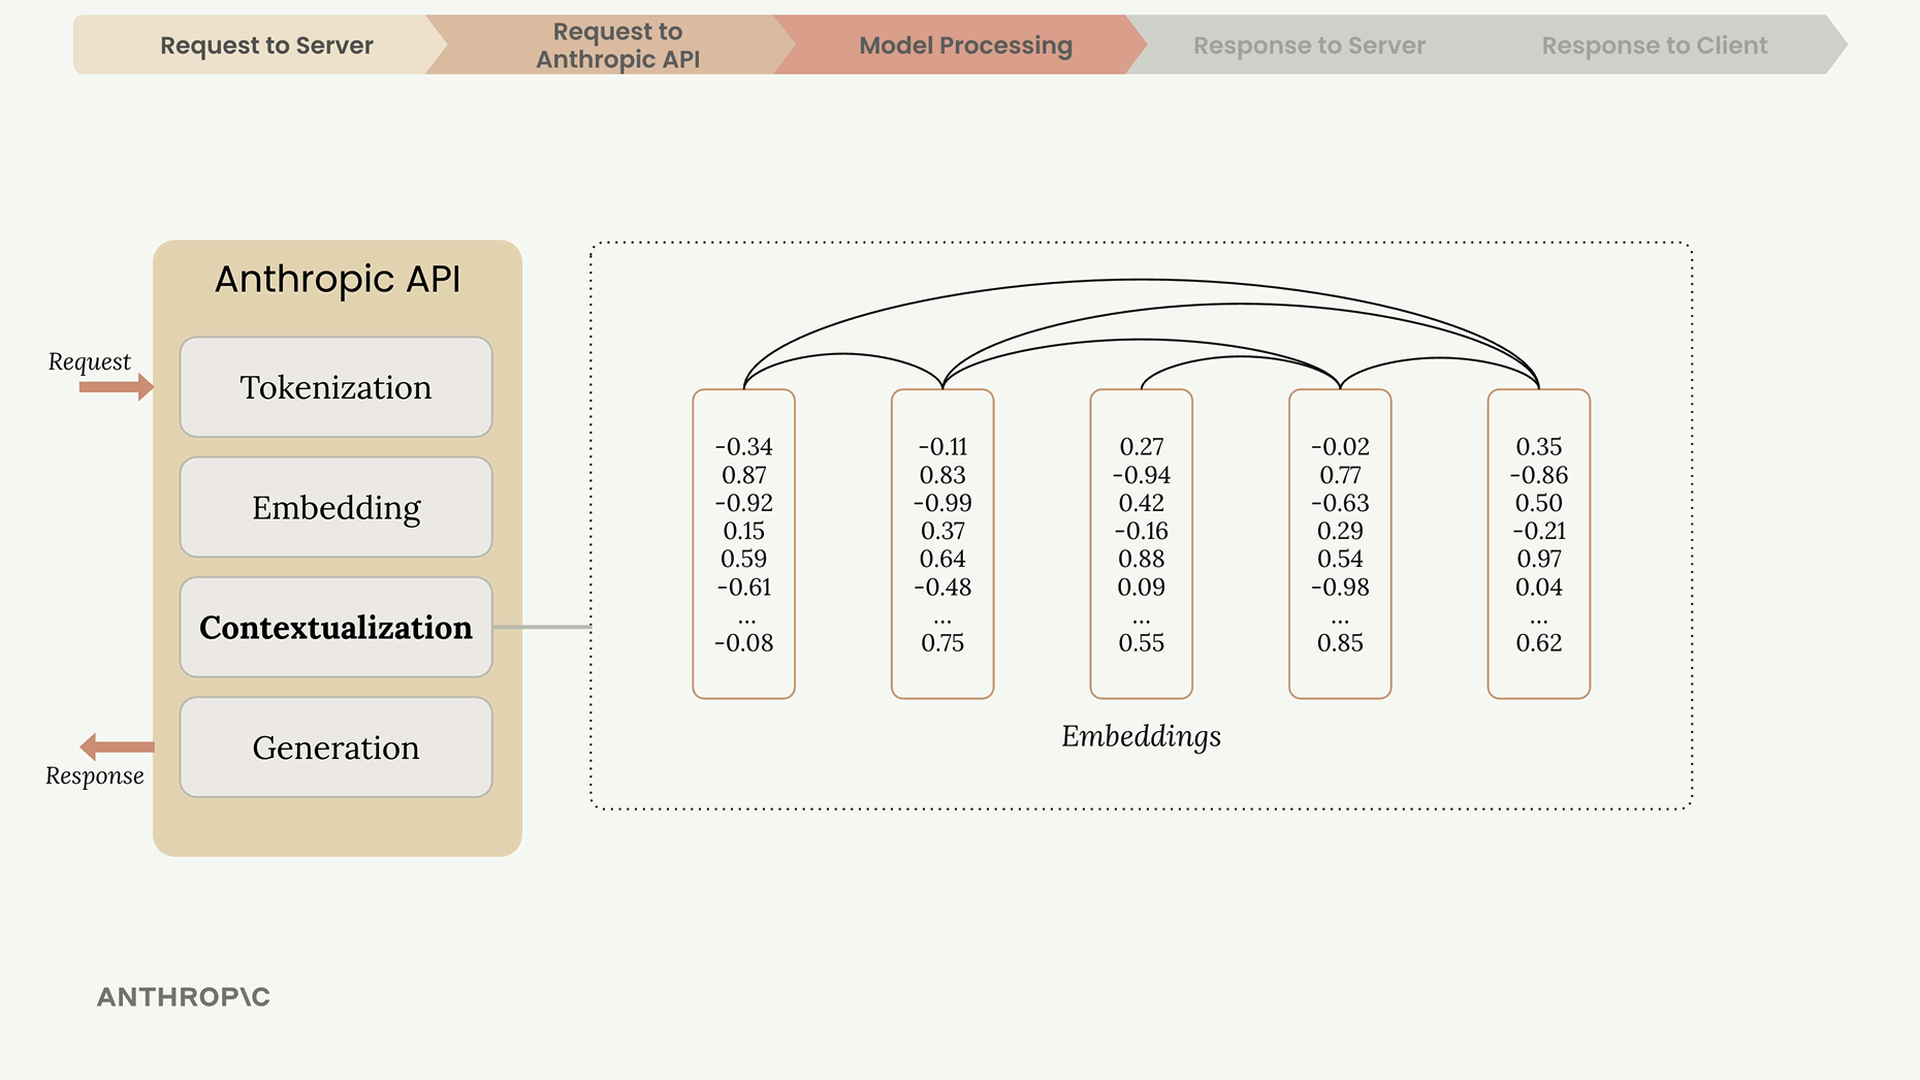 Request to Server
Request to
Anthropic API
Model Processing
Response to Server
Response to Client
Anthropic API
Request
Tokenization
Embedding
Contextualization
Generation
Response
-0.34
0.87
-0.92
0.15
0.59
-0.61
...
-0.08
-0.11
0.83
-0.99
0.37
0.64
-0.48
...
0.75
0.27
-0.94
0.42
-0.16
0.88
0.09
...
0.55
-0.02
0.77
-0.63
0.29
0.54
-0.98
...
0.85
0.35
-0.86
0.50
-0.21
0.97
0.04
...
0.62
Embeddings
ANTHROP\C